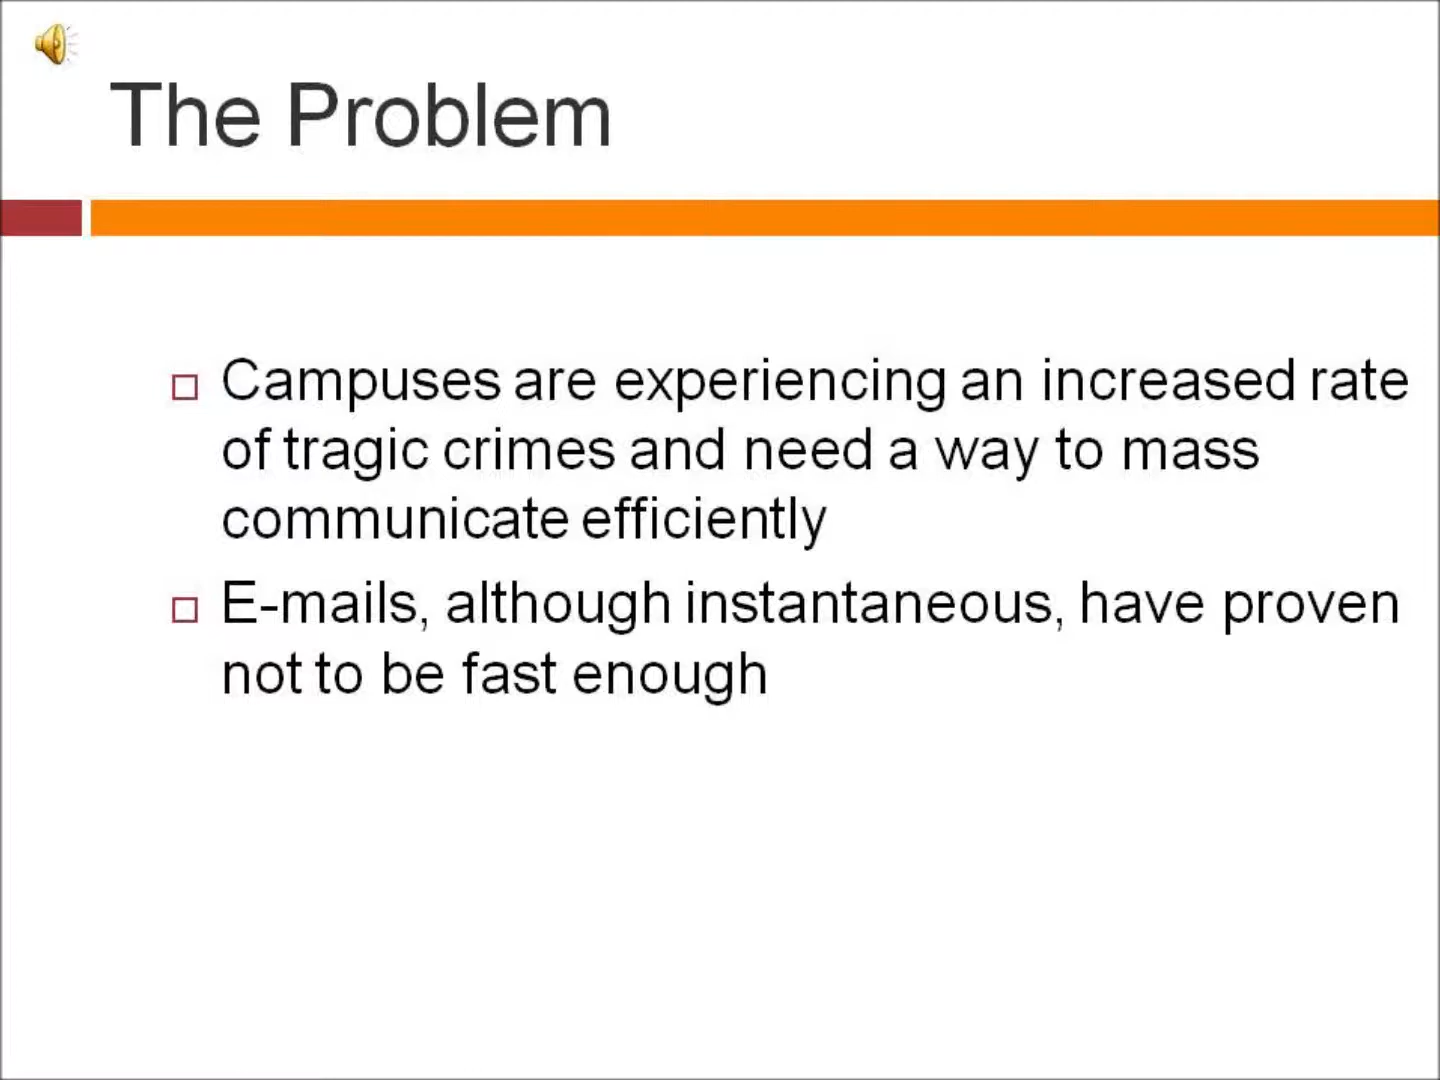 The Problem
Campuses are experiencing an increased rate
of tragic crimes and need a way to mass
communicate efficiently
E-mails, although instantaneous, have proven
not to be fast enough